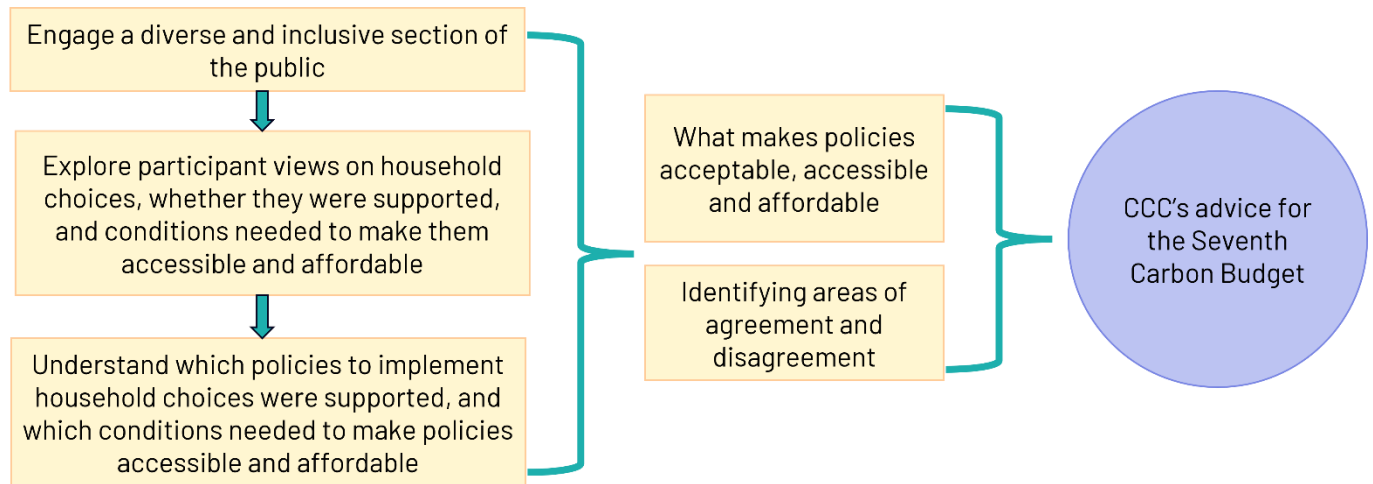 Engage a diverse and inclusive section of
the public
Explore participant views on household
choices, whether they were supported,
and conditions needed to make them
accessible and affordable
Understand which policies to implement
household choices were supported, and
which conditions needed to make policies
accessible and affordable
What makes policies
acceptable, accessible
and affordable
Identifying areas of
agreement and
disagreement
CCC's advice for
the Seventh
Carbon Budget